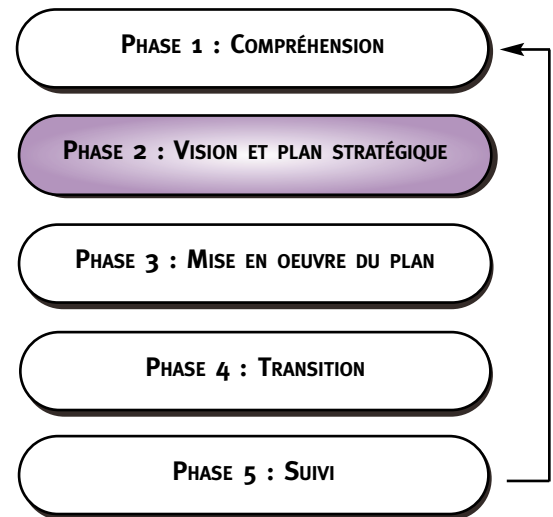 Phase 1 : Compréhension
Phase 2 : Vision et plan stratégique
Phase 3 : Mise en oeuvre du plan
Phase 4 : Transition
Phase 5 : Suivi